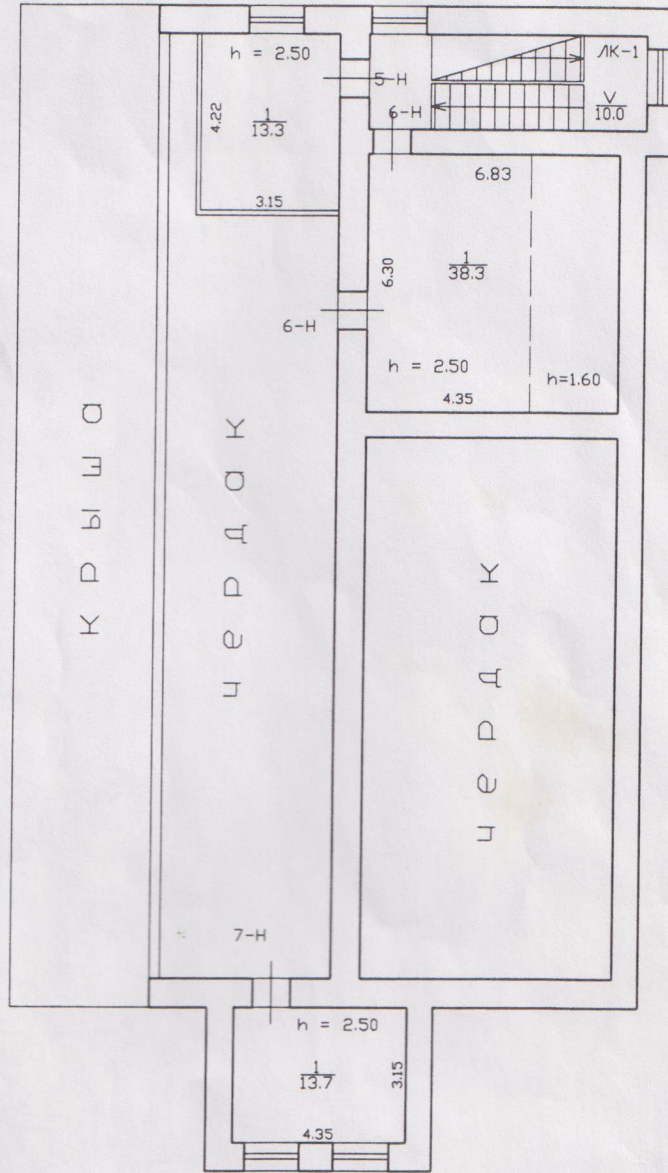 h = 2.50
ЛК-1
5-Н
4.22
1
13.3
6-Н
V
10.0
3.15
6.83
1
38.3
6.30
6-Н
h = 2.50
h=1.60
4.35
крыша
чердак
чердак
7-Н
h = 2.50
1
13.7
3.15
4.35